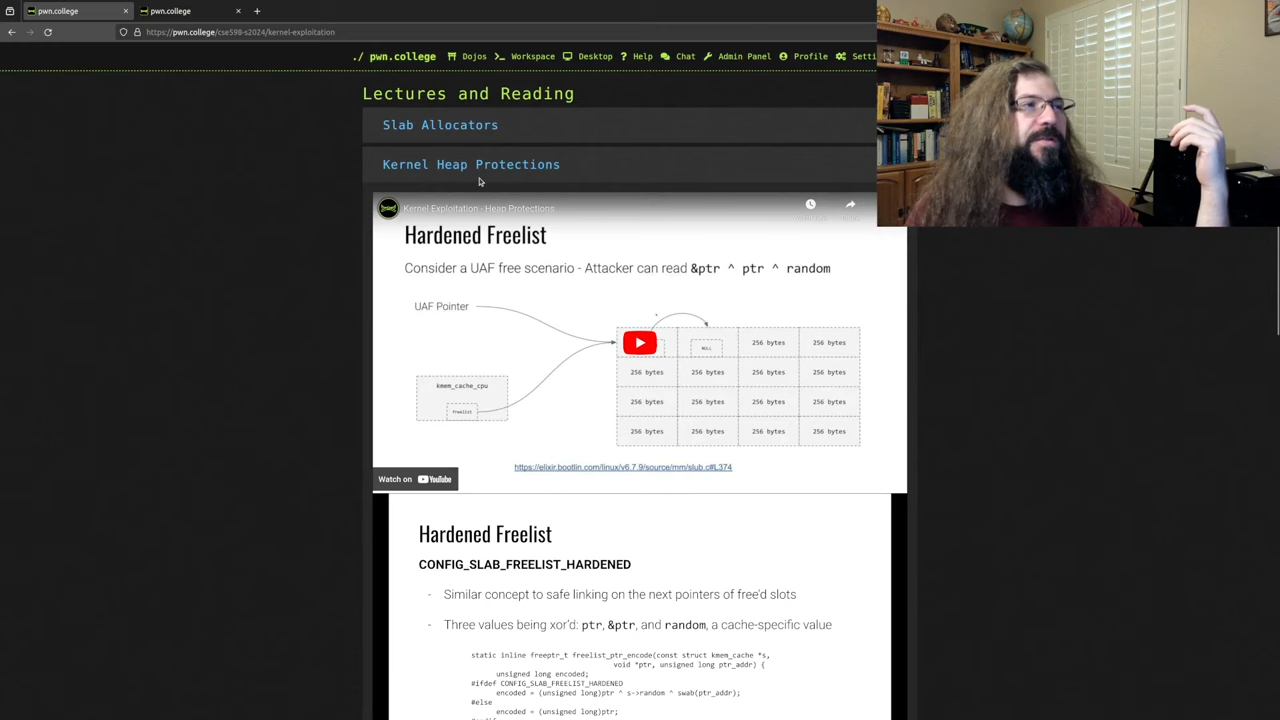 pwn.college
pwn.college
https://pwn.college/cse598-s2024/kernel-exploitation
./ pwn.college Dojos Workspace Desktop Help Chat Admin Panel Profile Setti
Lectures and Reading
Slab Allocators
Kernel Heap Protections
Kernel Exploitation - Heap Protections
Hardened Freelist
Consider a UAF free scenario - Attacker can read &ptr ^ ptr ^ random
UAF Pointer
NULL 256 bytes 256 bytes
256 bytes 256 bytes 256 bytes 256 bytes
kmem_cache_cpu
freelist
256 bytes 256 bytes 256 bytes 256 bytes
256 bytes 256 bytes 256 bytes 256 bytes
https://elixir.bootlin.com/linux/v6.7.9/source/mm/slub.c#L374
Watch on YouTube
Hardened Freelist
CONFIG_SLAB_FREELIST_HARDENED
- Similar concept to safe linking on the next pointers of free'd slots
- Three values being xor'd: ptr, &ptr, and random, a cache-specific value
static inline freeptr_t freelist_ptr_encode(const struct kmem_cache *s,
void *ptr, unsigned long ptr_addr) {
unsigned long encoded;
#ifdef CONFIG_SLAB_FREELIST_HARDENED
encoded = (unsigned long)ptr ^ s->random ^ swab(ptr_addr);
#else
encoded = (unsigned long)ptr;